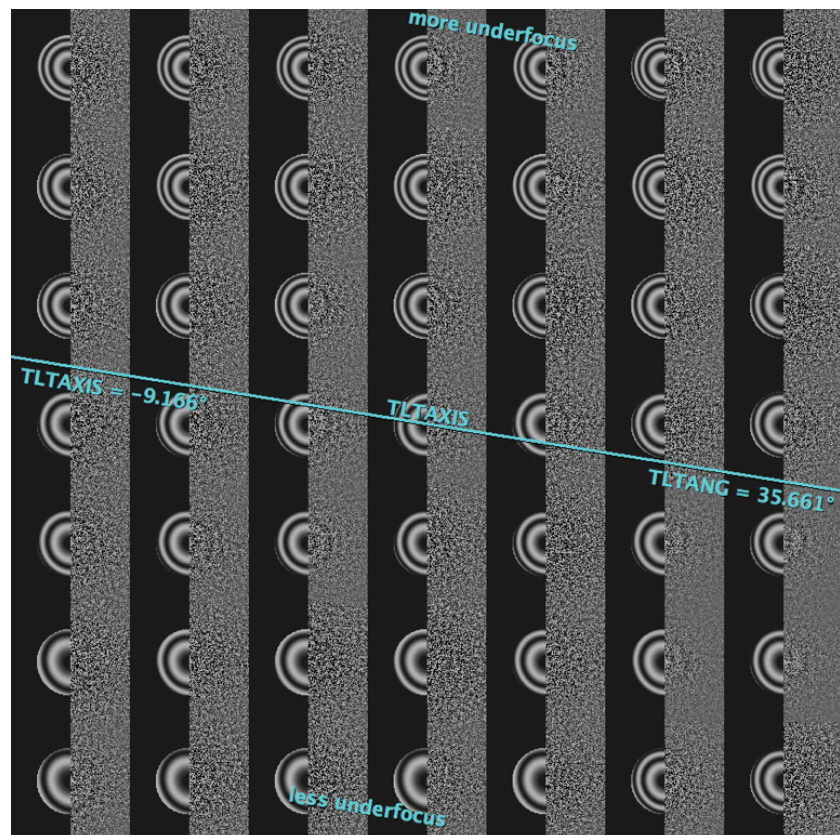 more underfocus
TLTAXIS = −9.166°
TLTAXIS
TLTANG = 35.661°
less underfocus